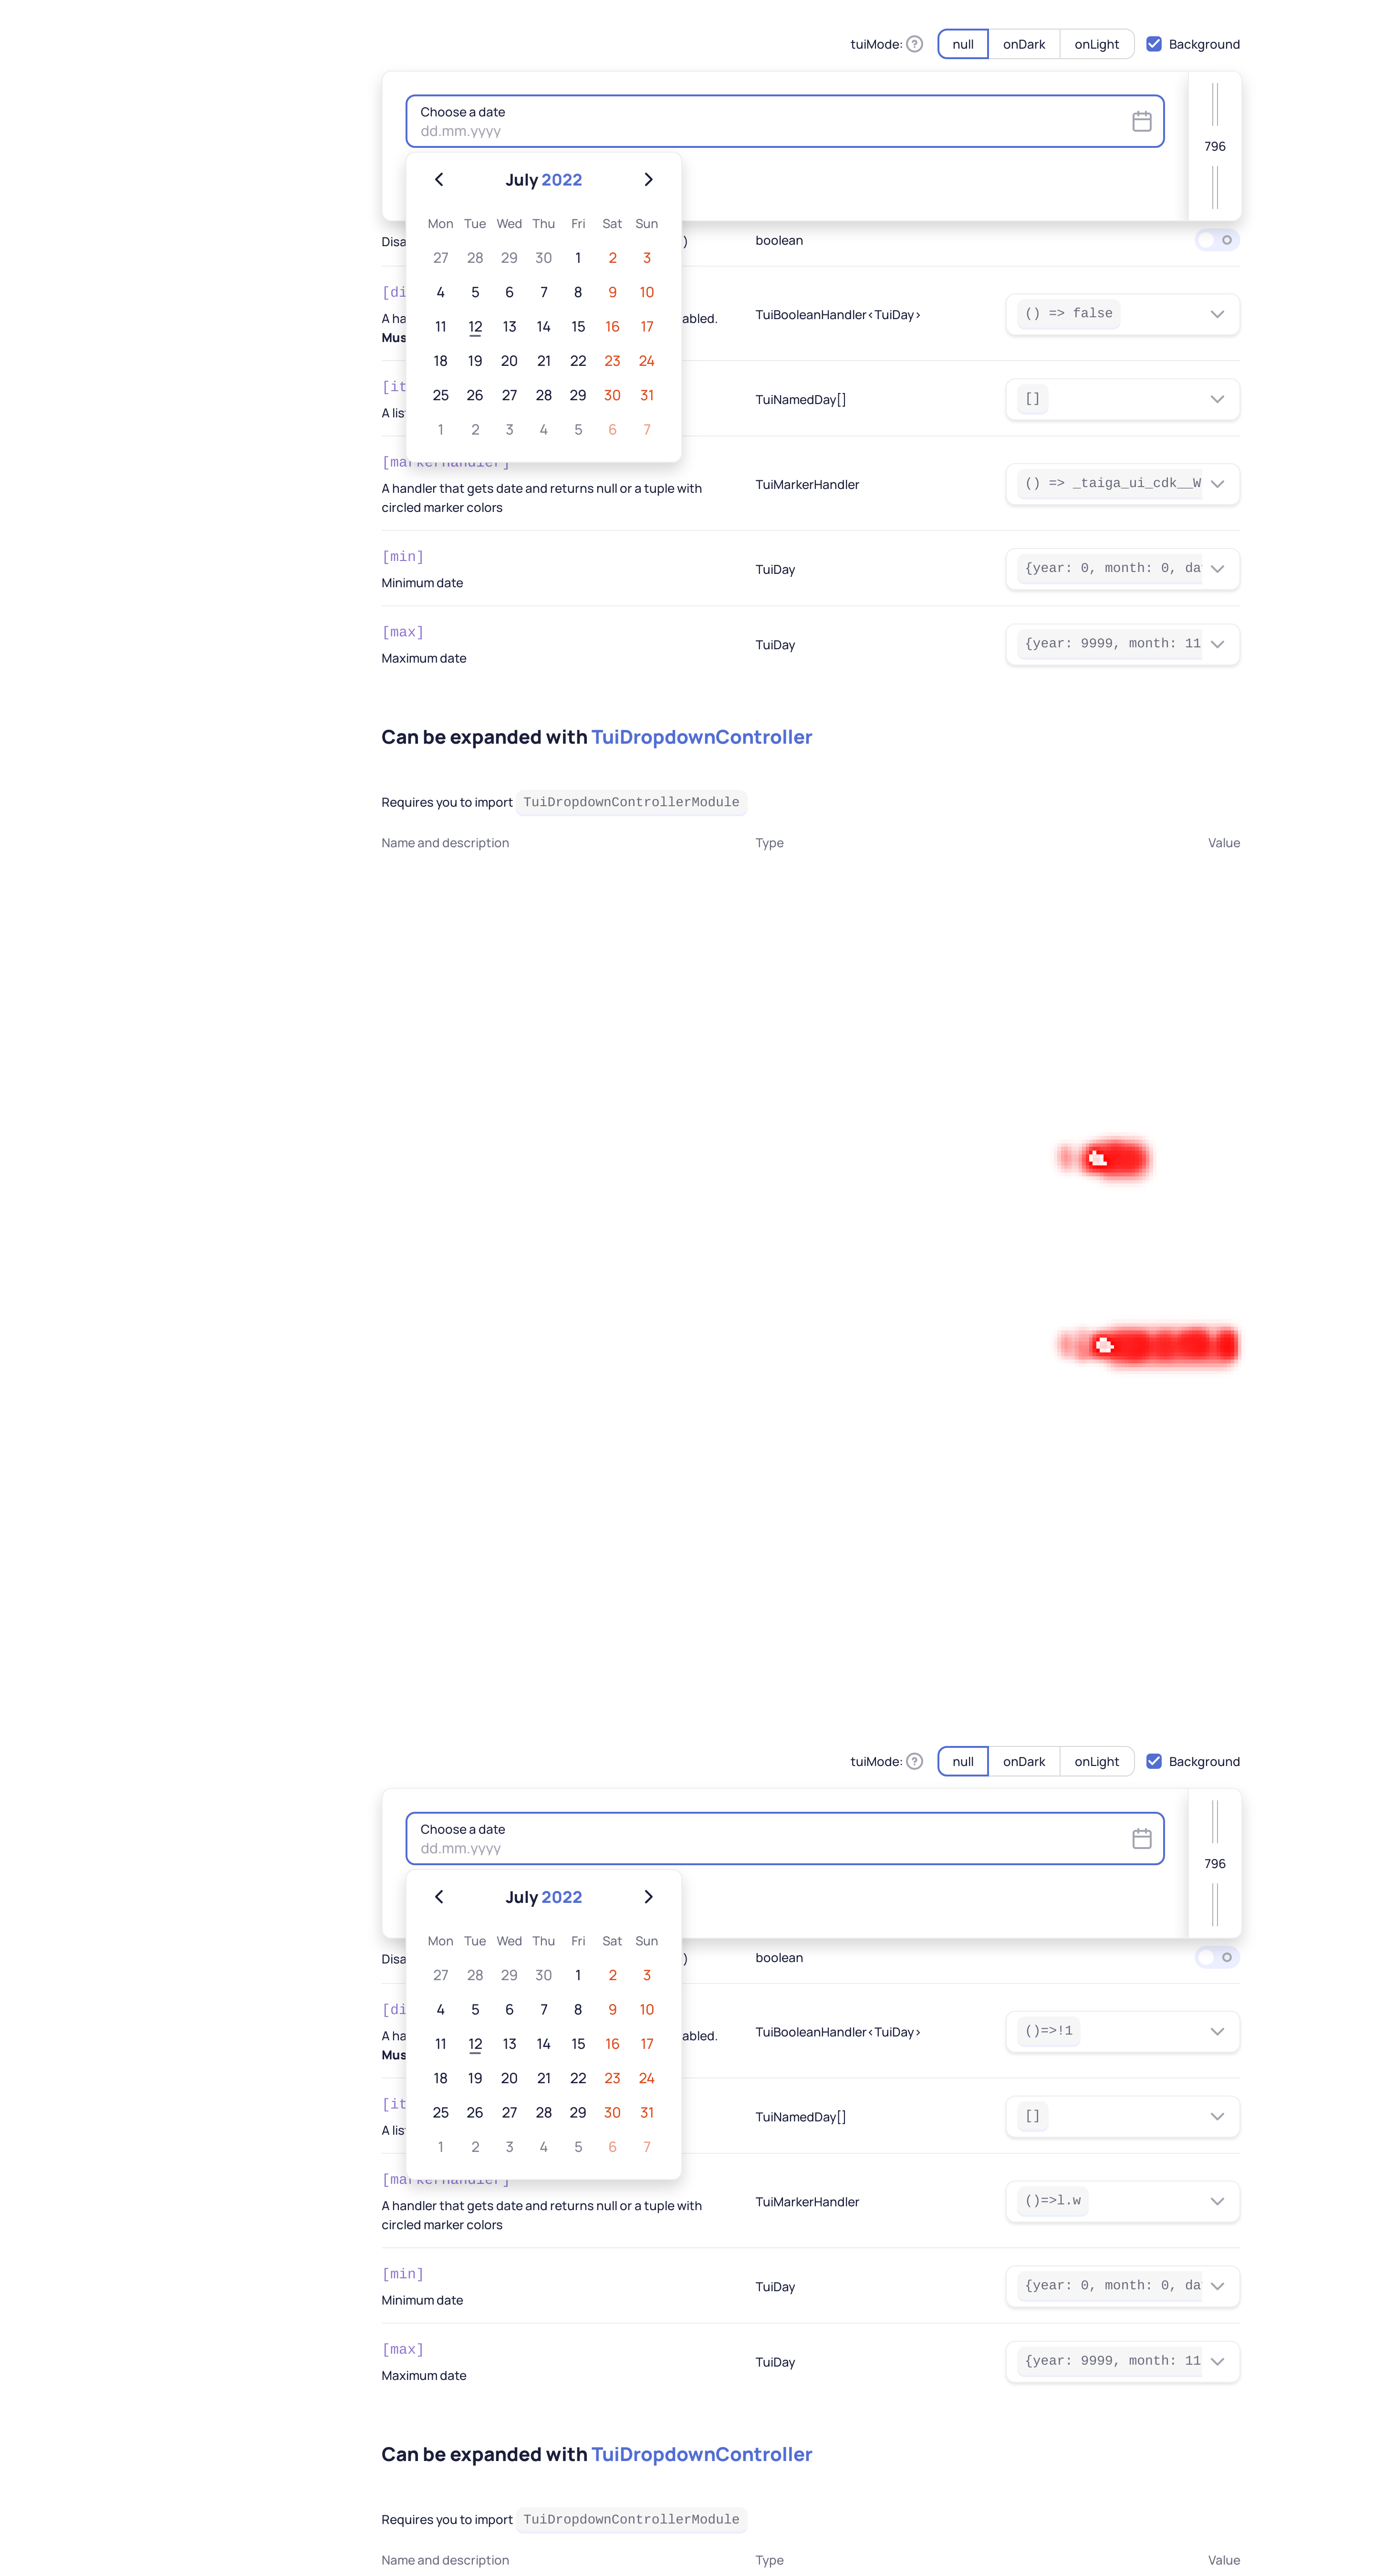 tuiMode: null onDark onLight Background
Choose a date
dd.mm.yyyy
796
July 2022
Mon Tue Wed Thu Fri Sat Sun
Disa ) boolean
27 28 29 30 1 2 3
4 5 6 7 8 9 10
[di
A ha abled. TuiBooleanHandler<TuiDay> () => false
Mus
11 12 13 14 15 16 17
18 19 20 21 22 23 24
[it
A lis TuiNamedDay[] []
25 26 27 28 29 30 31
1 2 3 4 5 6 7
[markerHandler]
A handler that gets date and returns null or a tuple with TuiMarkerHandler () => _taiga_ui_cdk__W
circled marker colors
[min]
Minimum date TuiDay {year: 0, month: 0, da
[max]
Maximum date TuiDay {year: 9999, month: 11
Can be expanded with TuiDropdownController
Requires you to import TuiDropdownControllerModule
Name and description Type Value
tuiMode: null onDark onLight Background
Choose a date
dd.mm.yyyy
796
July 2022
Mon Tue Wed Thu Fri Sat Sun
Disa ) boolean
27 28 29 30 1 2 3
4 5 6 7 8 9 10
[di
A ha abled. TuiBooleanHandler<TuiDay> ()=>!1
Mus
11 12 13 14 15 16 17
18 19 20 21 22 23 24
[it
A lis TuiNamedDay[] []
25 26 27 28 29 30 31
1 2 3 4 5 6 7
[markerHandler]
A handler that gets date and returns null or a tuple with TuiMarkerHandler ()=>l.w
circled marker colors
[min]
Minimum date TuiDay {year: 0, month: 0, da
[max]
Maximum date TuiDay {year: 9999, month: 11
Can be expanded with TuiDropdownController
Requires you to import TuiDropdownControllerModule
Name and description Type Value